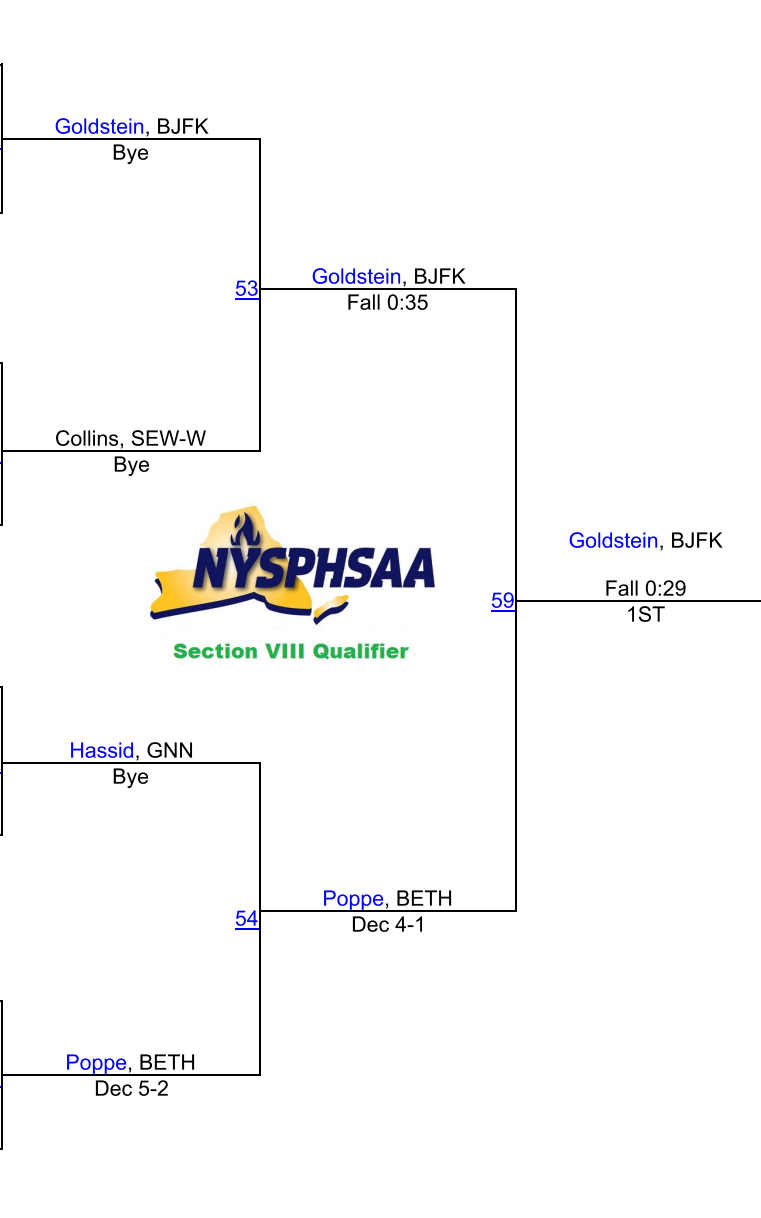 Goldstein, BJFK
Bye
53
Goldstein, BJFK
Fall 0:35
Collins, SEW-W
Bye
NYSPHSAA
Section VIII Qualifier
Goldstein, BJFK
59
Fall 0:29
1ST
Hassid, GNN
Bye
54
Poppe, BETH
Dec 4-1
Poppe, BETH
Dec 5-2